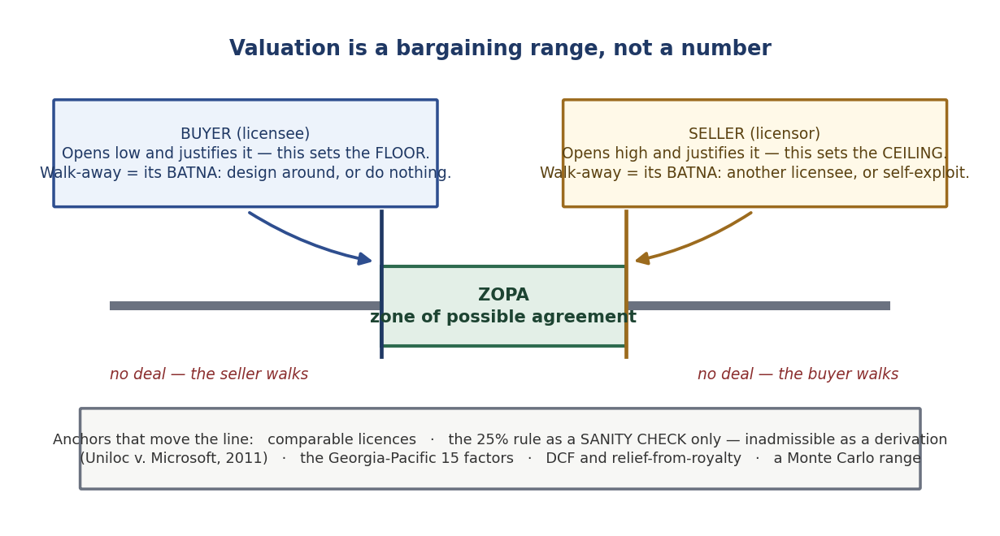 Valuation is a bargaining range, not a number
BUYER (licensee)
Opens low and justifies it — this sets the FLOOR.
Walk-away = its BATNA: design around, or do nothing.
SELLER (licensor)
Opens high and justifies it — this sets the CEILING.
Walk-away = its BATNA: another licensee, or self-exploit.
ZOPA
zone of possible agreement
no deal — the seller walks
no deal — the buyer walks
Anchors that move the line:   comparable licences   ·   the 25% rule as a SANITY CHECK only — inadmissible as a derivation
(Uniloc v. Microsoft, 2011)   ·   the Georgia-Pacific 15 factors   ·   DCF and relief-from-royalty   ·   a Monte Carlo range